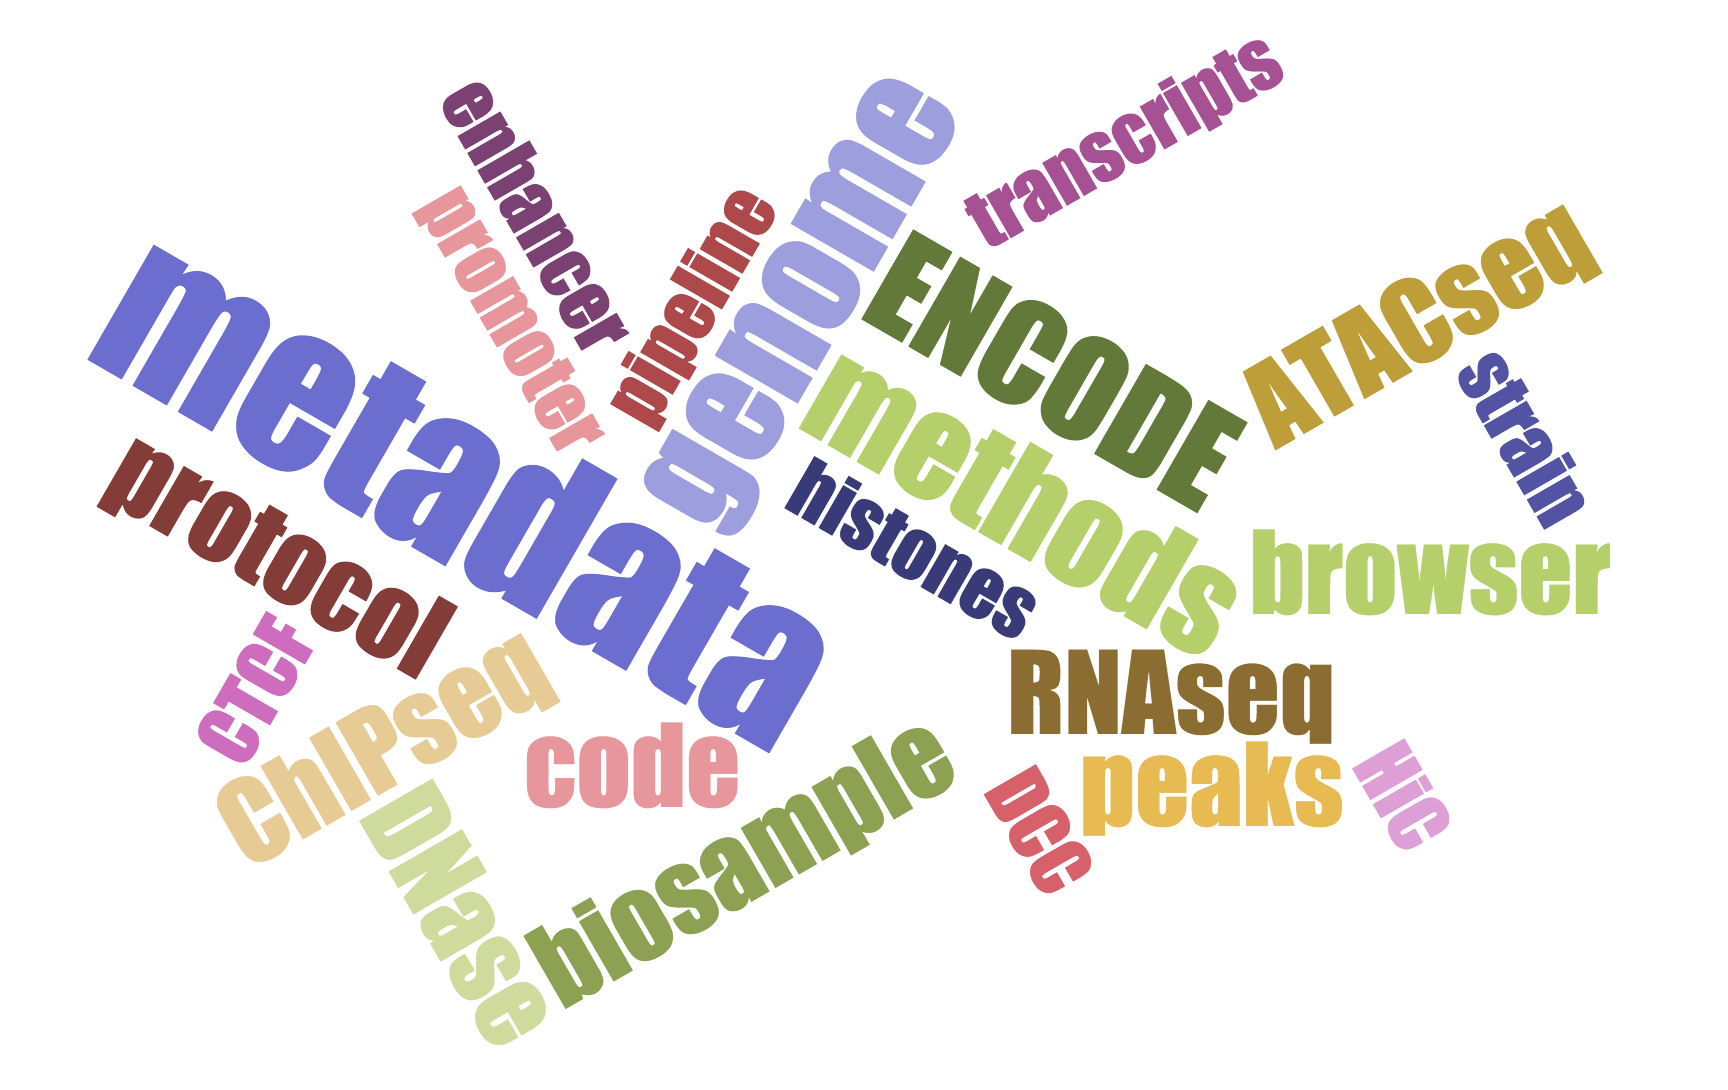 transcripts
enhancer
genome
promoter
pipeline
ENCODE
ATACseq
metadata
methods
strain
protocol
histones
browser
CTCF
ChIPseq
RNAseq
code
peaks
Hic
DNase
biosample
DCC